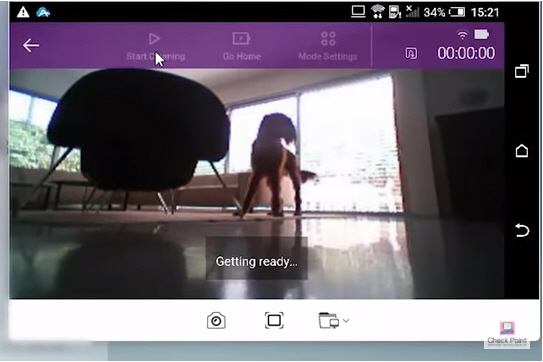 34% 15:21
Start Cleaning Go Home Mode Settings
00:00:00
Getting ready...
Check Point